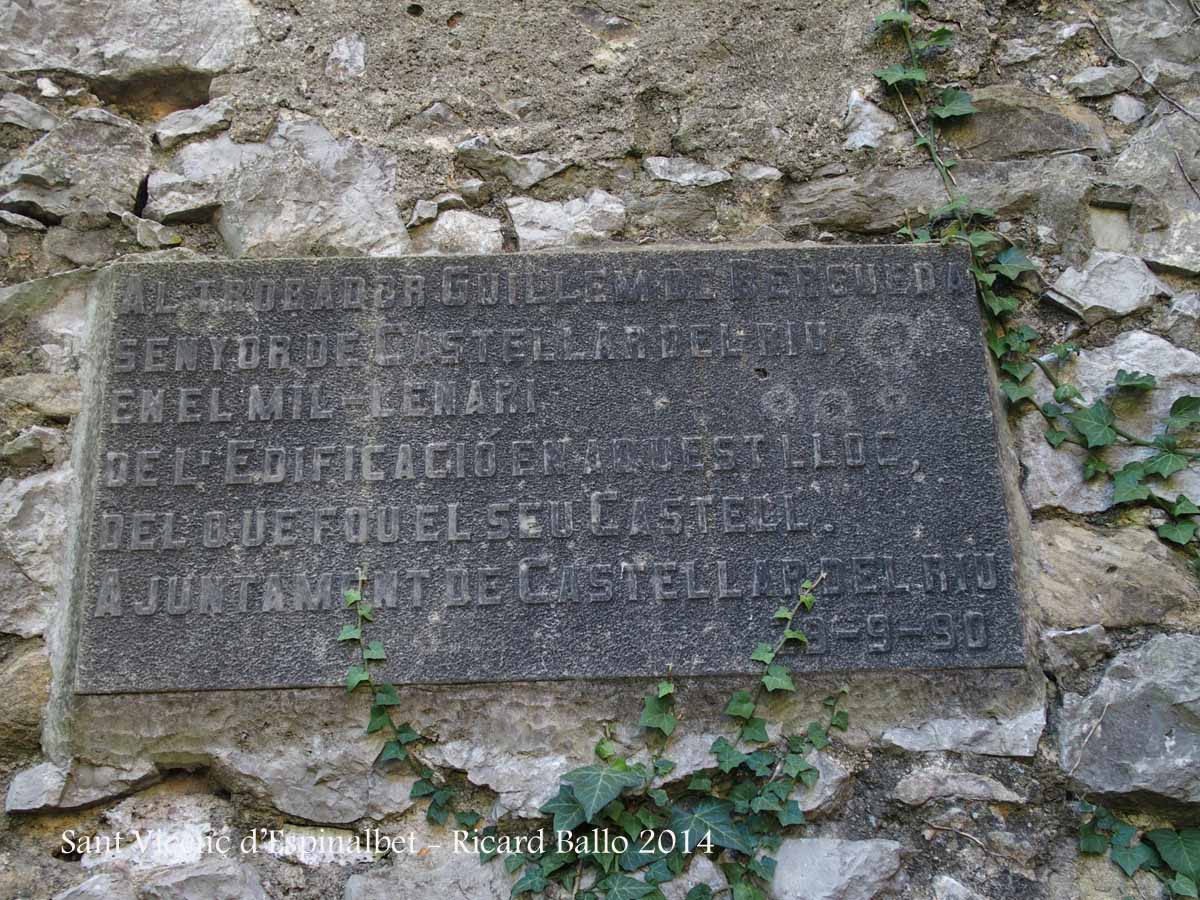 AL TROBADOR GUILLEM DE BERGUEDA
SENYOR DE CASTELLAR DEL RIU,
EN EL MIL-LENARI
DE L'EDIFICACIÓ EN AQUEST LLOC,
DEL QUE FOU EL SEU CASTELL.
AJUNTAMENT DE CASTELLAR DEL RIU
9-9-90
Sant Vicenç d'Espinalbet - Ricard Ballo 2014